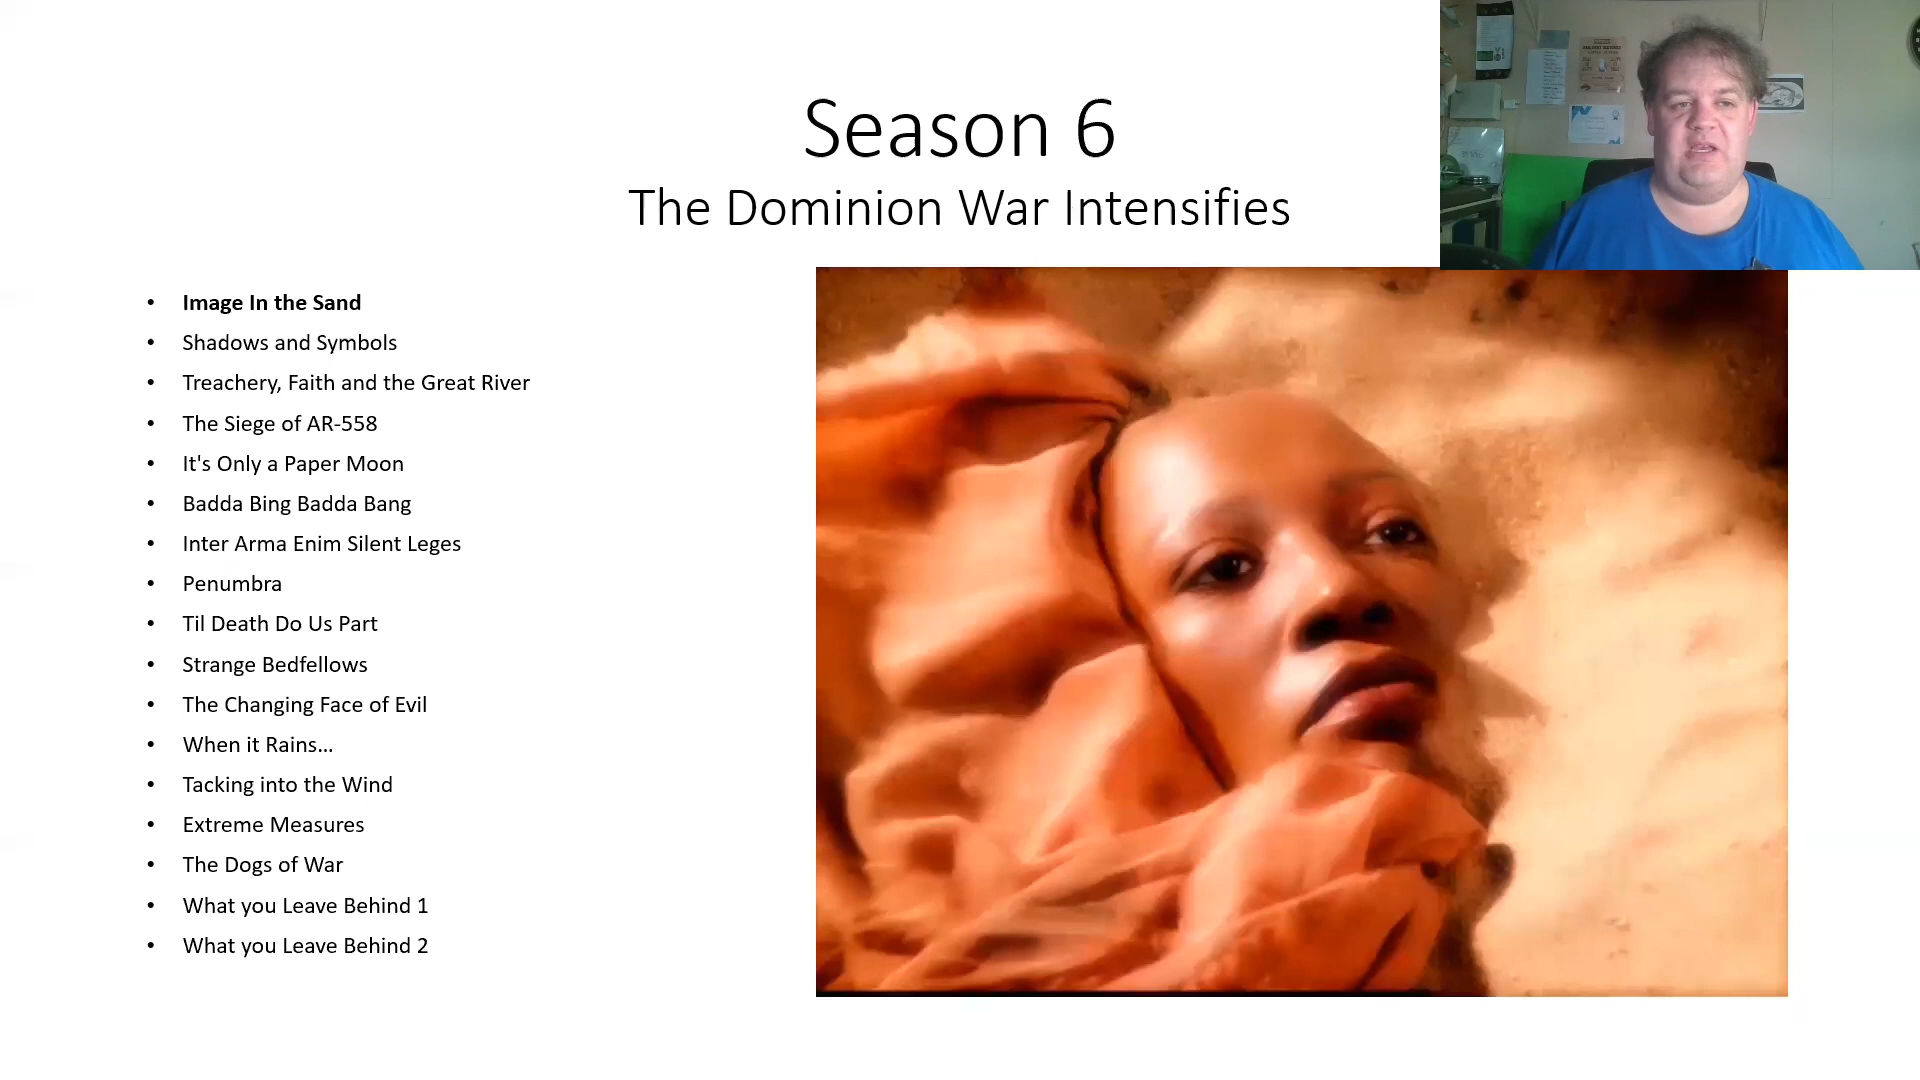 Season 6
The Dominion War Intensifies
• Image In the Sand
• Shadows and Symbols
• Treachery, Faith and the Great River
• The Siege of AR-558
• It's Only a Paper Moon
• Badda Bing Badda Bang
• Inter Arma Enim Silent Leges
• Penumbra
• Til Death Do Us Part
• Strange Bedfellows
• The Changing Face of Evil
• When it Rains...
• Tacking into the Wind
• Extreme Measures
• The Dogs of War
• What you Leave Behind 1
• What you Leave Behind 2